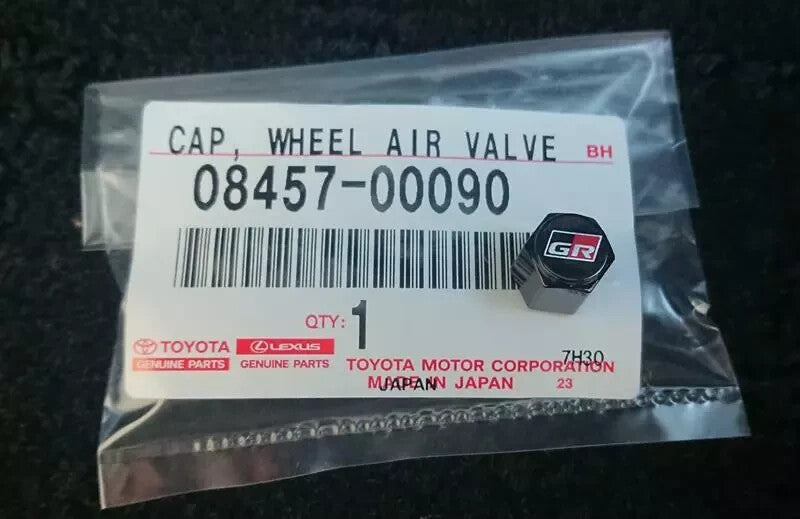 CAP, WHEEL AIR VALVE BH
08457-00090
GR
QTY: 1
TOYOTA LEXUS
GENUINE PARTS GENUINE PARTS
TOYOTA MOTOR CORPORATION 7H30
MADE IN JAPAN JAPAN 23